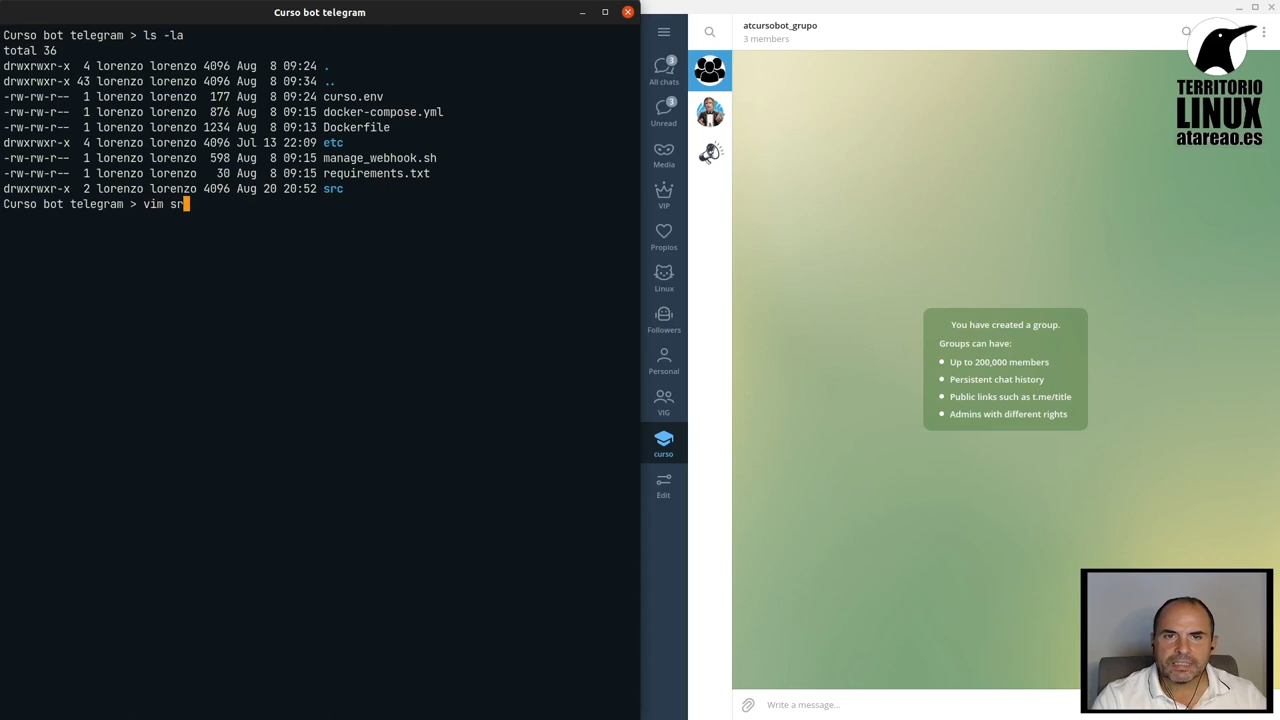 Curso bot telegram
Curso bot telegram > ls -la
total 36
drwxrwxr-x  4 lorenzo lorenzo 4096 Aug  8 09:24 .
drwxrwxr-x 43 lorenzo lorenzo 4096 Aug  8 09:34 ..
-rw-rw-r--  1 lorenzo lorenzo  177 Aug  8 09:24 curso.env
-rw-rw-r--  1 lorenzo lorenzo  876 Aug  8 09:15 docker-compose.yml
-rw-rw-r--  1 lorenzo lorenzo 1234 Aug  8 09:13 Dockerfile
drwxrwxr-x  4 lorenzo lorenzo 4096 Jul 13 22:09 etc
-rw-rw-r--  1 lorenzo lorenzo  598 Aug  8 09:15 manage_webhook.sh
-rw-rw-r--  1 lorenzo lorenzo   30 Aug  8 09:15 requirements.txt
drwxrwxr-x  2 lorenzo lorenzo 4096 Aug 20 20:52 src
Curso bot telegram > vim sr
3
All chats
3
Unread
Media
VIP
Propios
Linux
Followers
Personal
VIG
curso
Edit
atcursobot_grupo
3 members
You have created a group.
Groups can have:
Up to 200,000 members
Persistent chat history
Public links such as t.me/title
Admins with different rights
Write a message...
TERRITORIO
LINUX
atareao.es